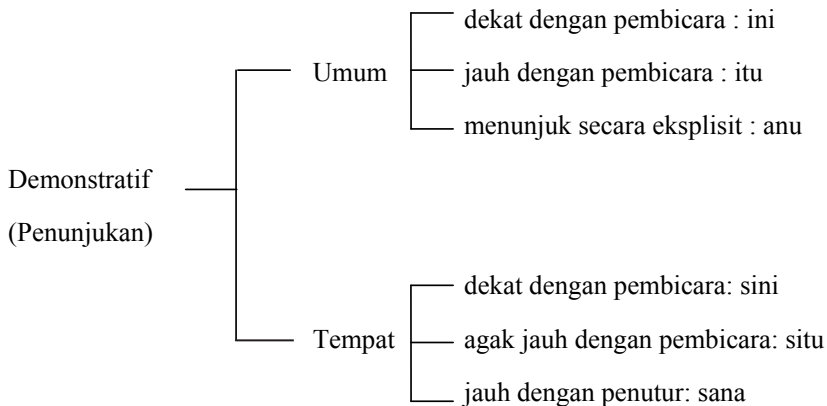 dekat dengan pembicara : ini
Umum
jauh dengan pembicara : itu
menunjuk secara eksplisit : anu
Demonstratif
(Penunjukan)
dekat dengan pembicara: sini
Tempat
agak jauh dengan pembicara: situ
jauh dengan penutur: sana